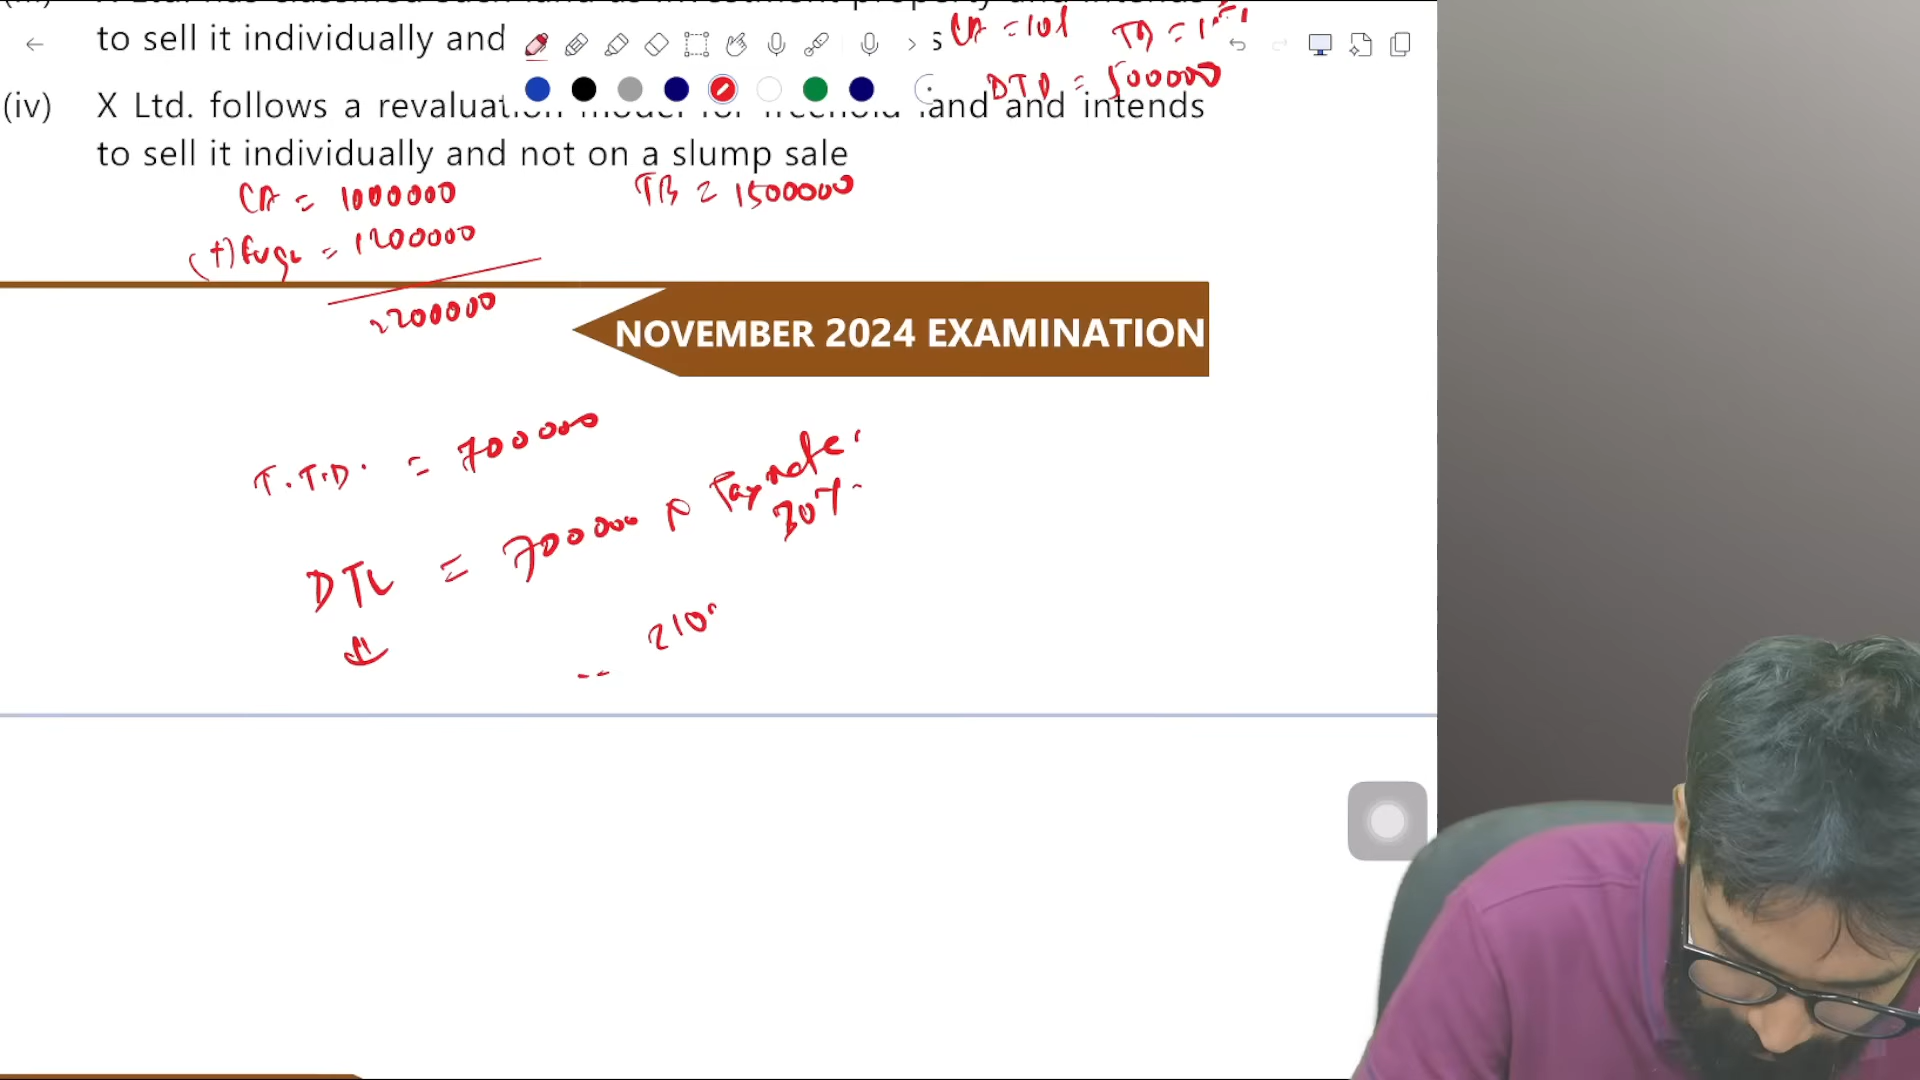 to sell it individually and s CA = 10L TB = 15L
DTD = 500000
(iv) X Ltd. follows a revaluation model for freehold land and intends
to sell it individually and not on a slump sale
CA = 1000000 TB = 1500000
(+) = 1200000
2200000
NOVEMBER 2024 EXAMINATION
T.T.D. = 700000
DTL = 700000 × Tax rate
30%
210